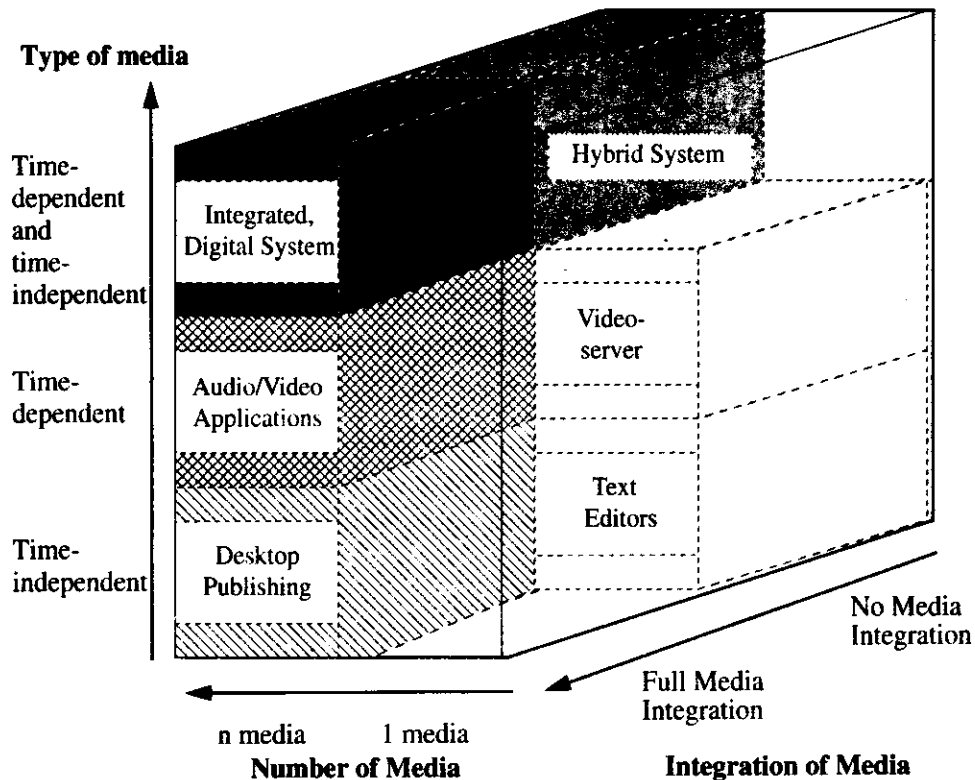 Type of media
Time-
dependent
and
time-
independent
Integrated,
Digital System
Hybrid System
Time-
dependent
Audio/Video
Applications
Video-
server
Time-
independent
Desktop
Publishing
Text
Editors
No Media
Integration
Full Media
Integration
n media
1 media
Number of Media
Integration of Media